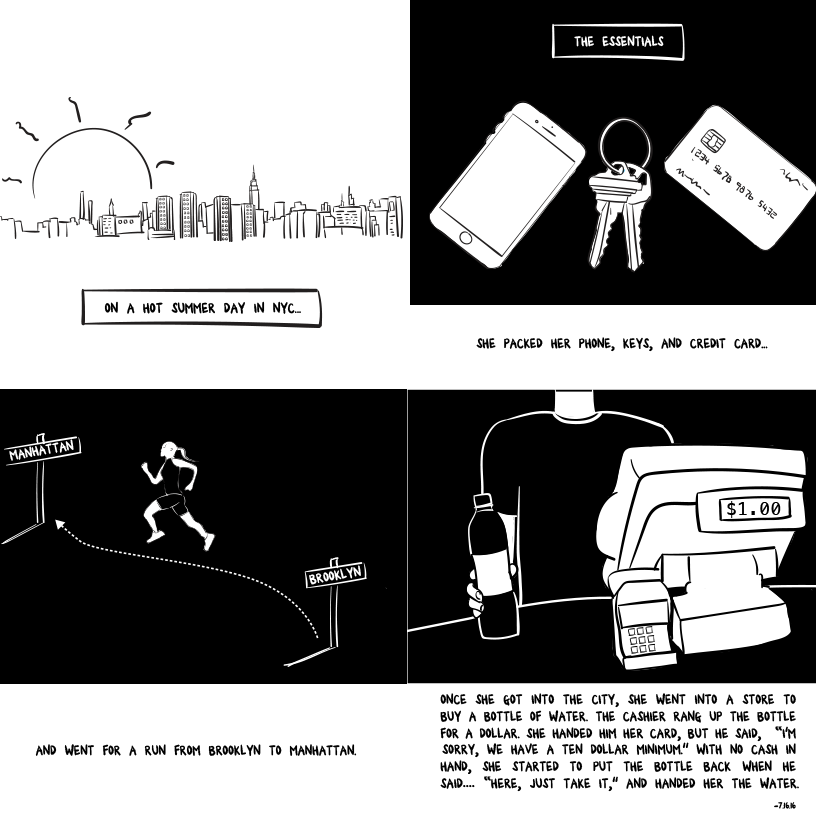 ON A HOT SUMMER DAY IN NYC...
THE ESSENTIALS
1234 5678 9876 5432
SHE PACKED HER PHONE, KEYS, AND CREDIT CARD...
MANHATTAN
BROOKLYN
AND WENT FOR A RUN FROM BROOKLYN TO MANHATTAN.
$1.00
ONCE SHE GOT INTO THE CITY, SHE WENT INTO A STORE TO
BUY A BOTTLE OF WATER. THE CASHIER RANG UP THE BOTTLE
FOR A DOLLAR. SHE HANDED HIM HER CARD, BUT HE SAID, "I'M
SORRY, WE HAVE A TEN DOLLAR MINIMUM." WITH NO CASH IN
HAND, SHE STARTED TO PUT THE BOTTLE BACK WHEN HE
SAID.... "HERE, JUST TAKE IT," AND HANDED HER THE WATER.
-7.16.16